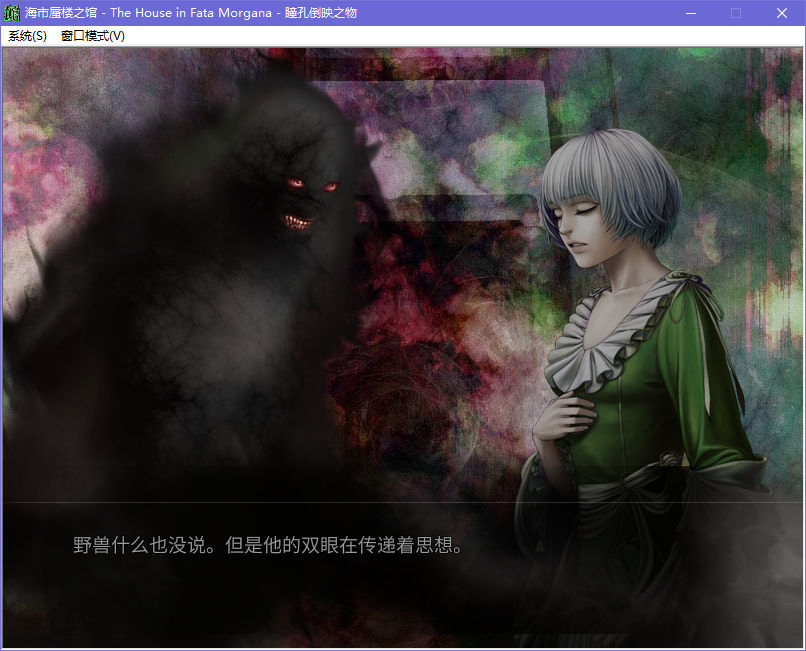 海市蜃楼之馆 - The House in Fata Morgana - 瞳孔倒映之物
系统(S) 窗口模式(V)
野兽什么也没说。但是他的双眼在传递着思想。